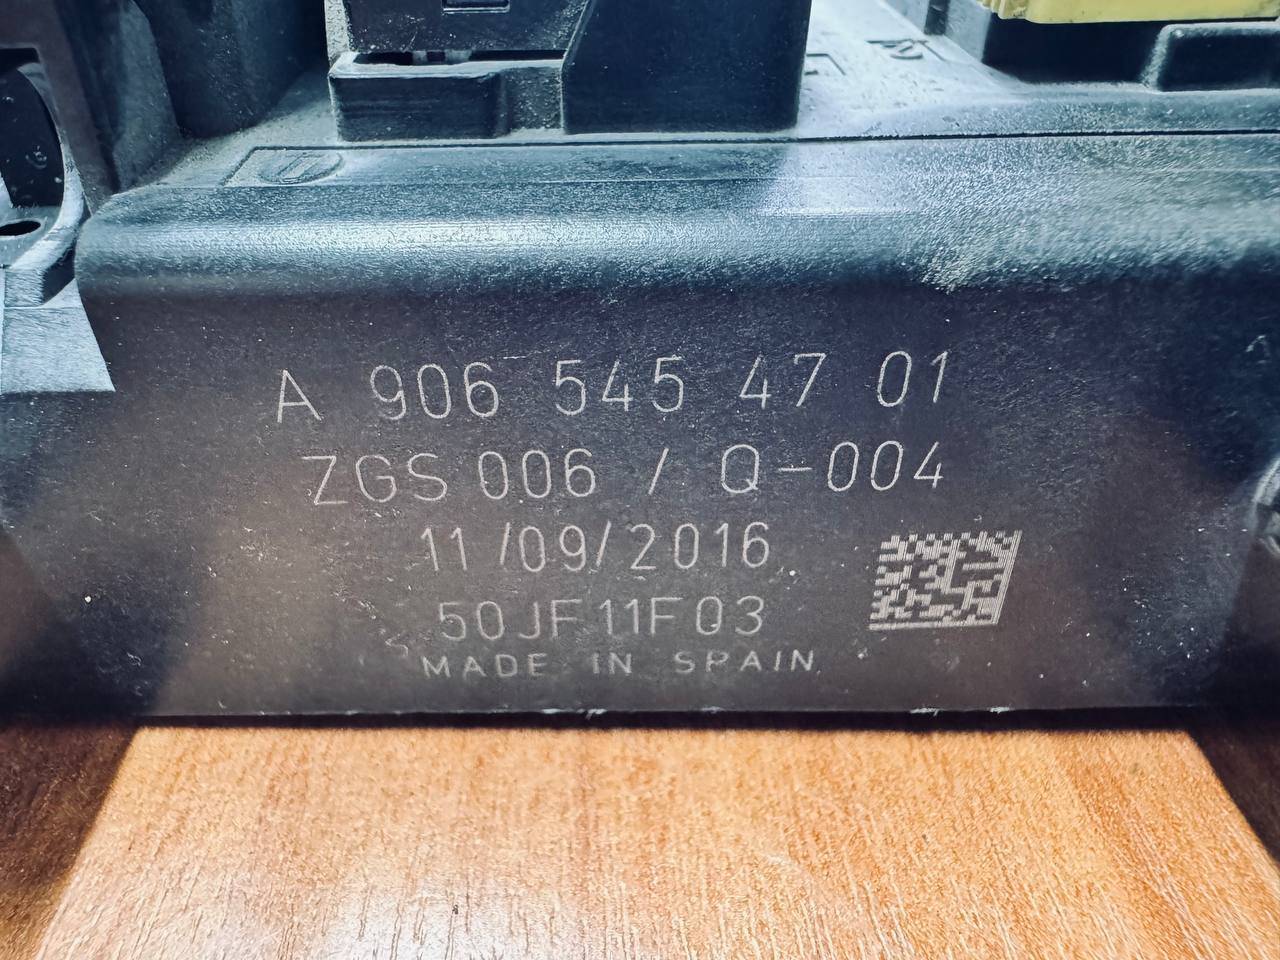 A 906 545 47 01
ZGS 006 / Q-004
11/09/2016
50JF11F03
MADE IN SPAIN